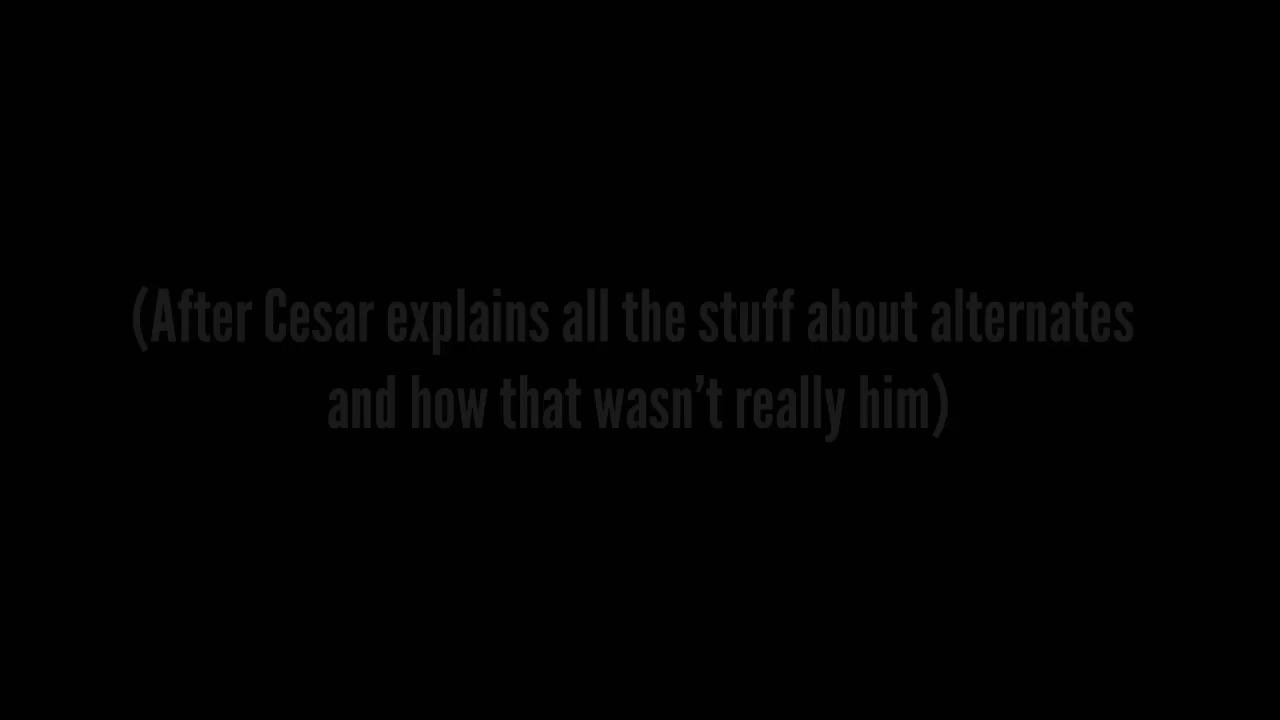 (After Cesar explains all the stuff about alternates
and how that wasn’t really him)